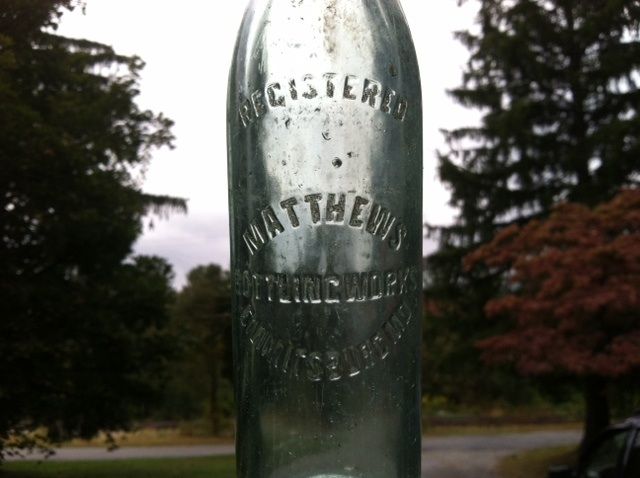 REGISTERED
MATTHEWS
BOTTLING WORKS
EMMITSBURG MD